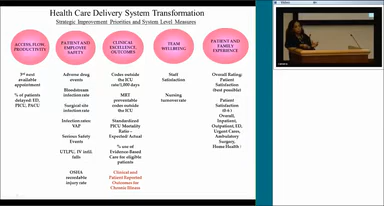 Health Care Delivery System Transformation
Strategic Improvement Priorities and System Level Measures
ACCESS, FLOW,
PRODUCTIVITY
PATIENT AND
EMPLOYEE
SAFETY
CLINICAL
EXCELLENCE,
OUTCOMES
TEAM
WELLBEING
PATIENT AND
FAMILY
EXPERIENCE
3rd next
available
appointment
% of patients
delayed: ED,
PICU, PACU
Adverse drug
events
Bloodstream
infection rate
Surgical site
infection rate
Infection rates:
VAP
Serious Safety
Events
UTI, PU, IV infil.
falls
OSHA
recordable
injury rate
Codes outside
the ICU
rate/1,000 days
MRT
preventable
codes outside
the ICU
Standardized
PICU Mortality
Ratio -
Expected/Actual
% use of
Evidence-Based
Care for eligible
patients
Clinical and
Patient Reported
Outcomes for
Chronic Illness
Staff
Satisfaction
Nursing
turnover rate
Overall Rating:
Patient
Satisfaction
(best possible)
Patient
Satisfaction
Overall,
Inpatient,
Outpatient, ED,
Urgent Cares,
Ambulatory
Surgery,
Home Health